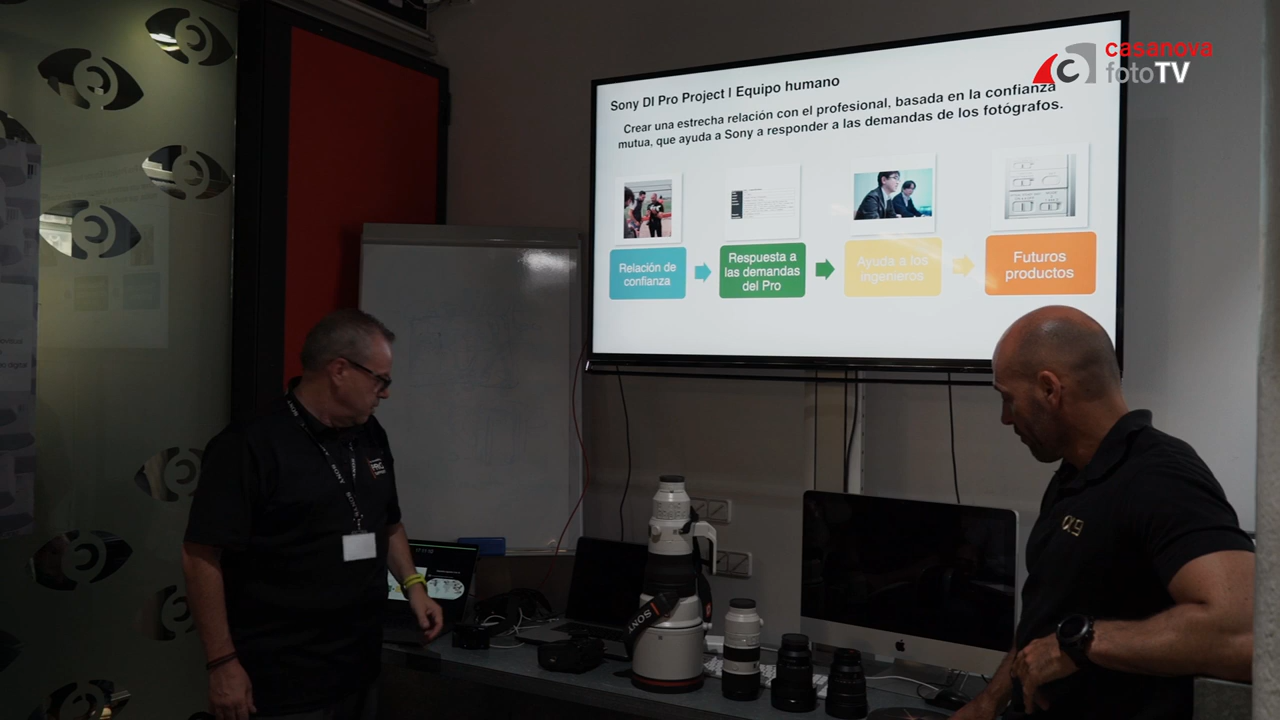 casanova
fotoTV
Sony DI Pro Project | Equipo humano
Crear una estrecha relación con el profesional, basada en la confianza
mutua, que ayuda a Sony a responder a las demandas de los fotógrafos.
Relación de
confianza
Respuesta a
las demandas
del Pro
Ayuda a los
ingenieros
Futuros
productos
SONY
SONY
α9